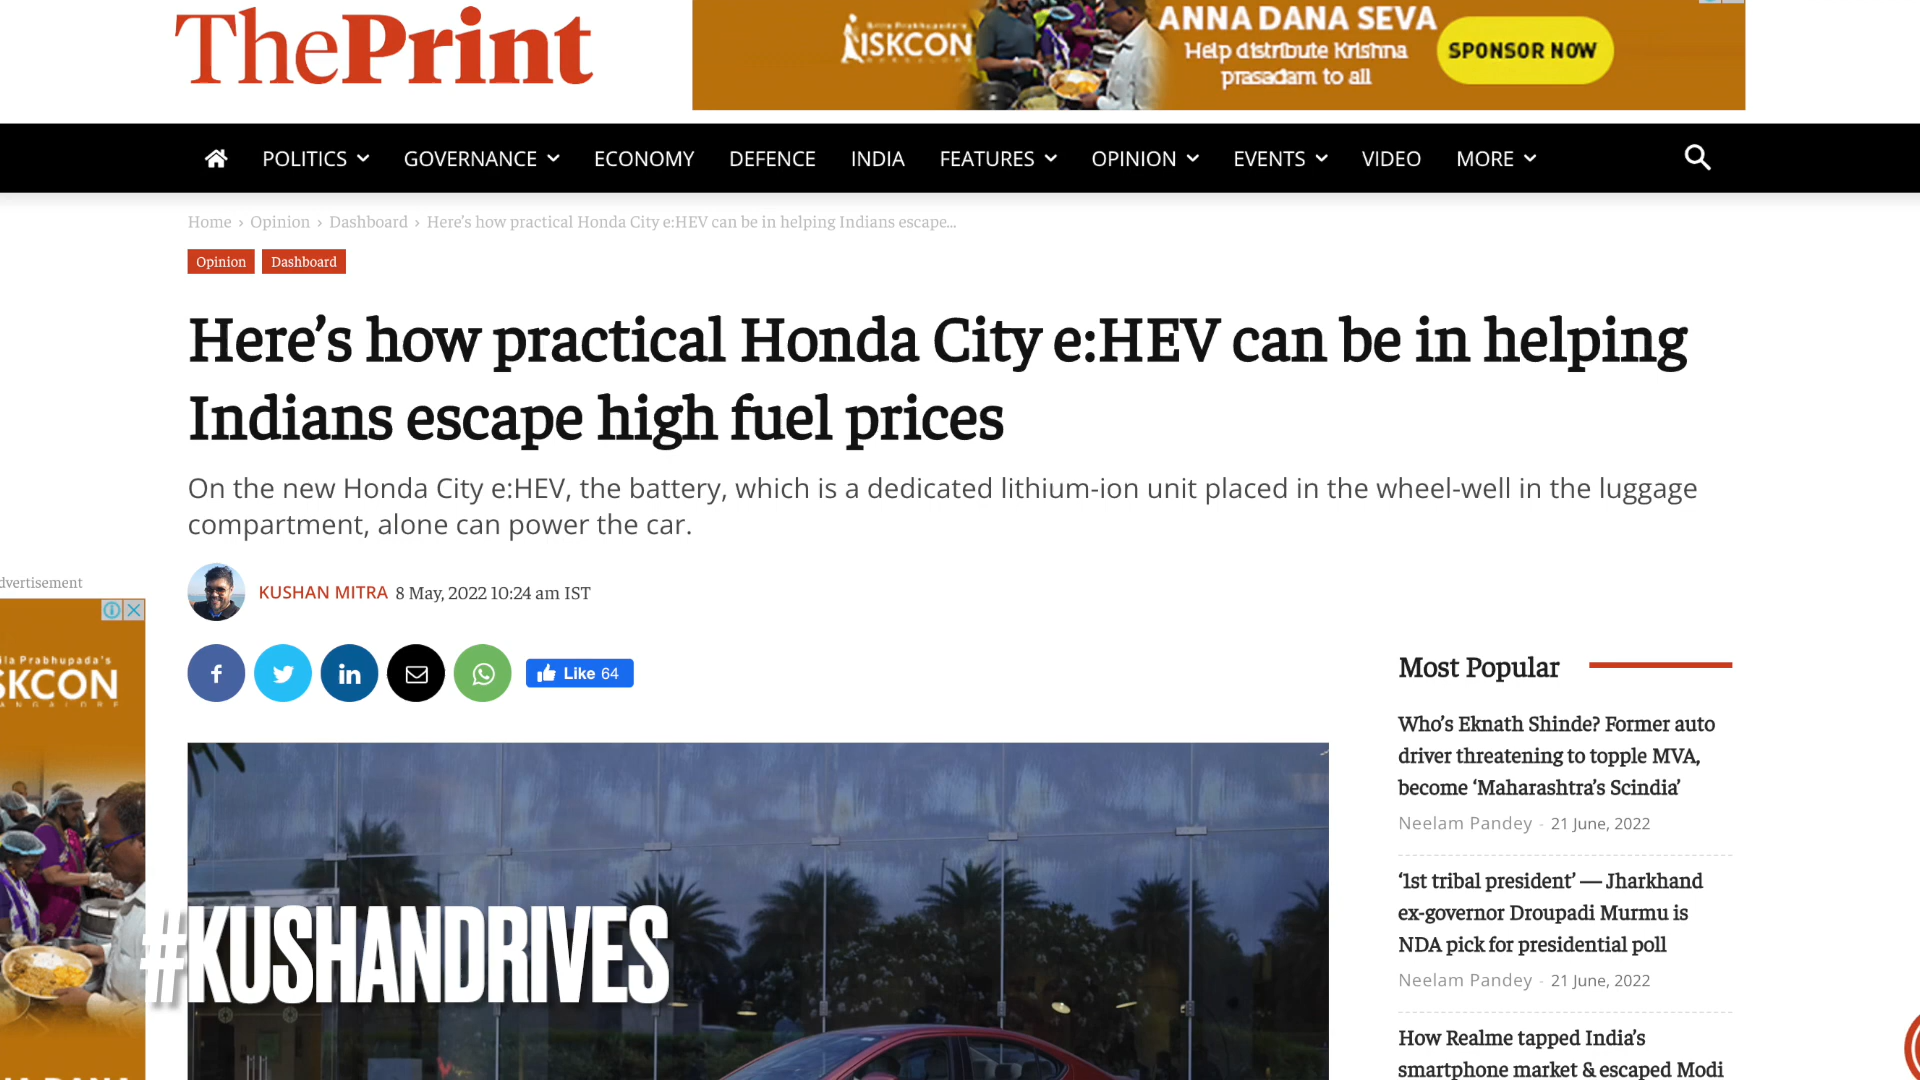 ThePrint
Srila Prabhupada's
ISKCON
BANGALORE
ANNA DANA SEVA
Help distribute Krishna
prasadam to all
SPONSOR NOW
POLITICS GOVERNANCE ECONOMY DEFENCE INDIA FEATURES OPINION EVENTS VIDEO MORE
Home › Opinion › Dashboard › Here’s how practical Honda City e:HEV can be in helping Indians escape...
Opinion Dashboard
Here’s how practical Honda City e:HEV can be in helping
Indians escape high fuel prices
On the new Honda City e:HEV, the battery, which is a dedicated lithium-ion unit placed in the wheel-well in the luggage
compartment, alone can power the car.
dvertisement
KUSHAN MITRA 8 May, 2022 10:24 am IST
Like 64
ila Prabhupada's
SKCON
ANGALORE
#KUSHANDRIVES
Most Popular
Who’s Eknath Shinde? Former auto
driver threatening to topple MVA,
become ‘Maharashtra’s Scindia’
Neelam Pandey - 21 June, 2022
‘1st tribal president’ — Jharkhand
ex-governor Droupadi Murmu is
NDA pick for presidential poll
Neelam Pandey - 21 June, 2022
How Realme tapped India’s
smartphone market & escaped Modi